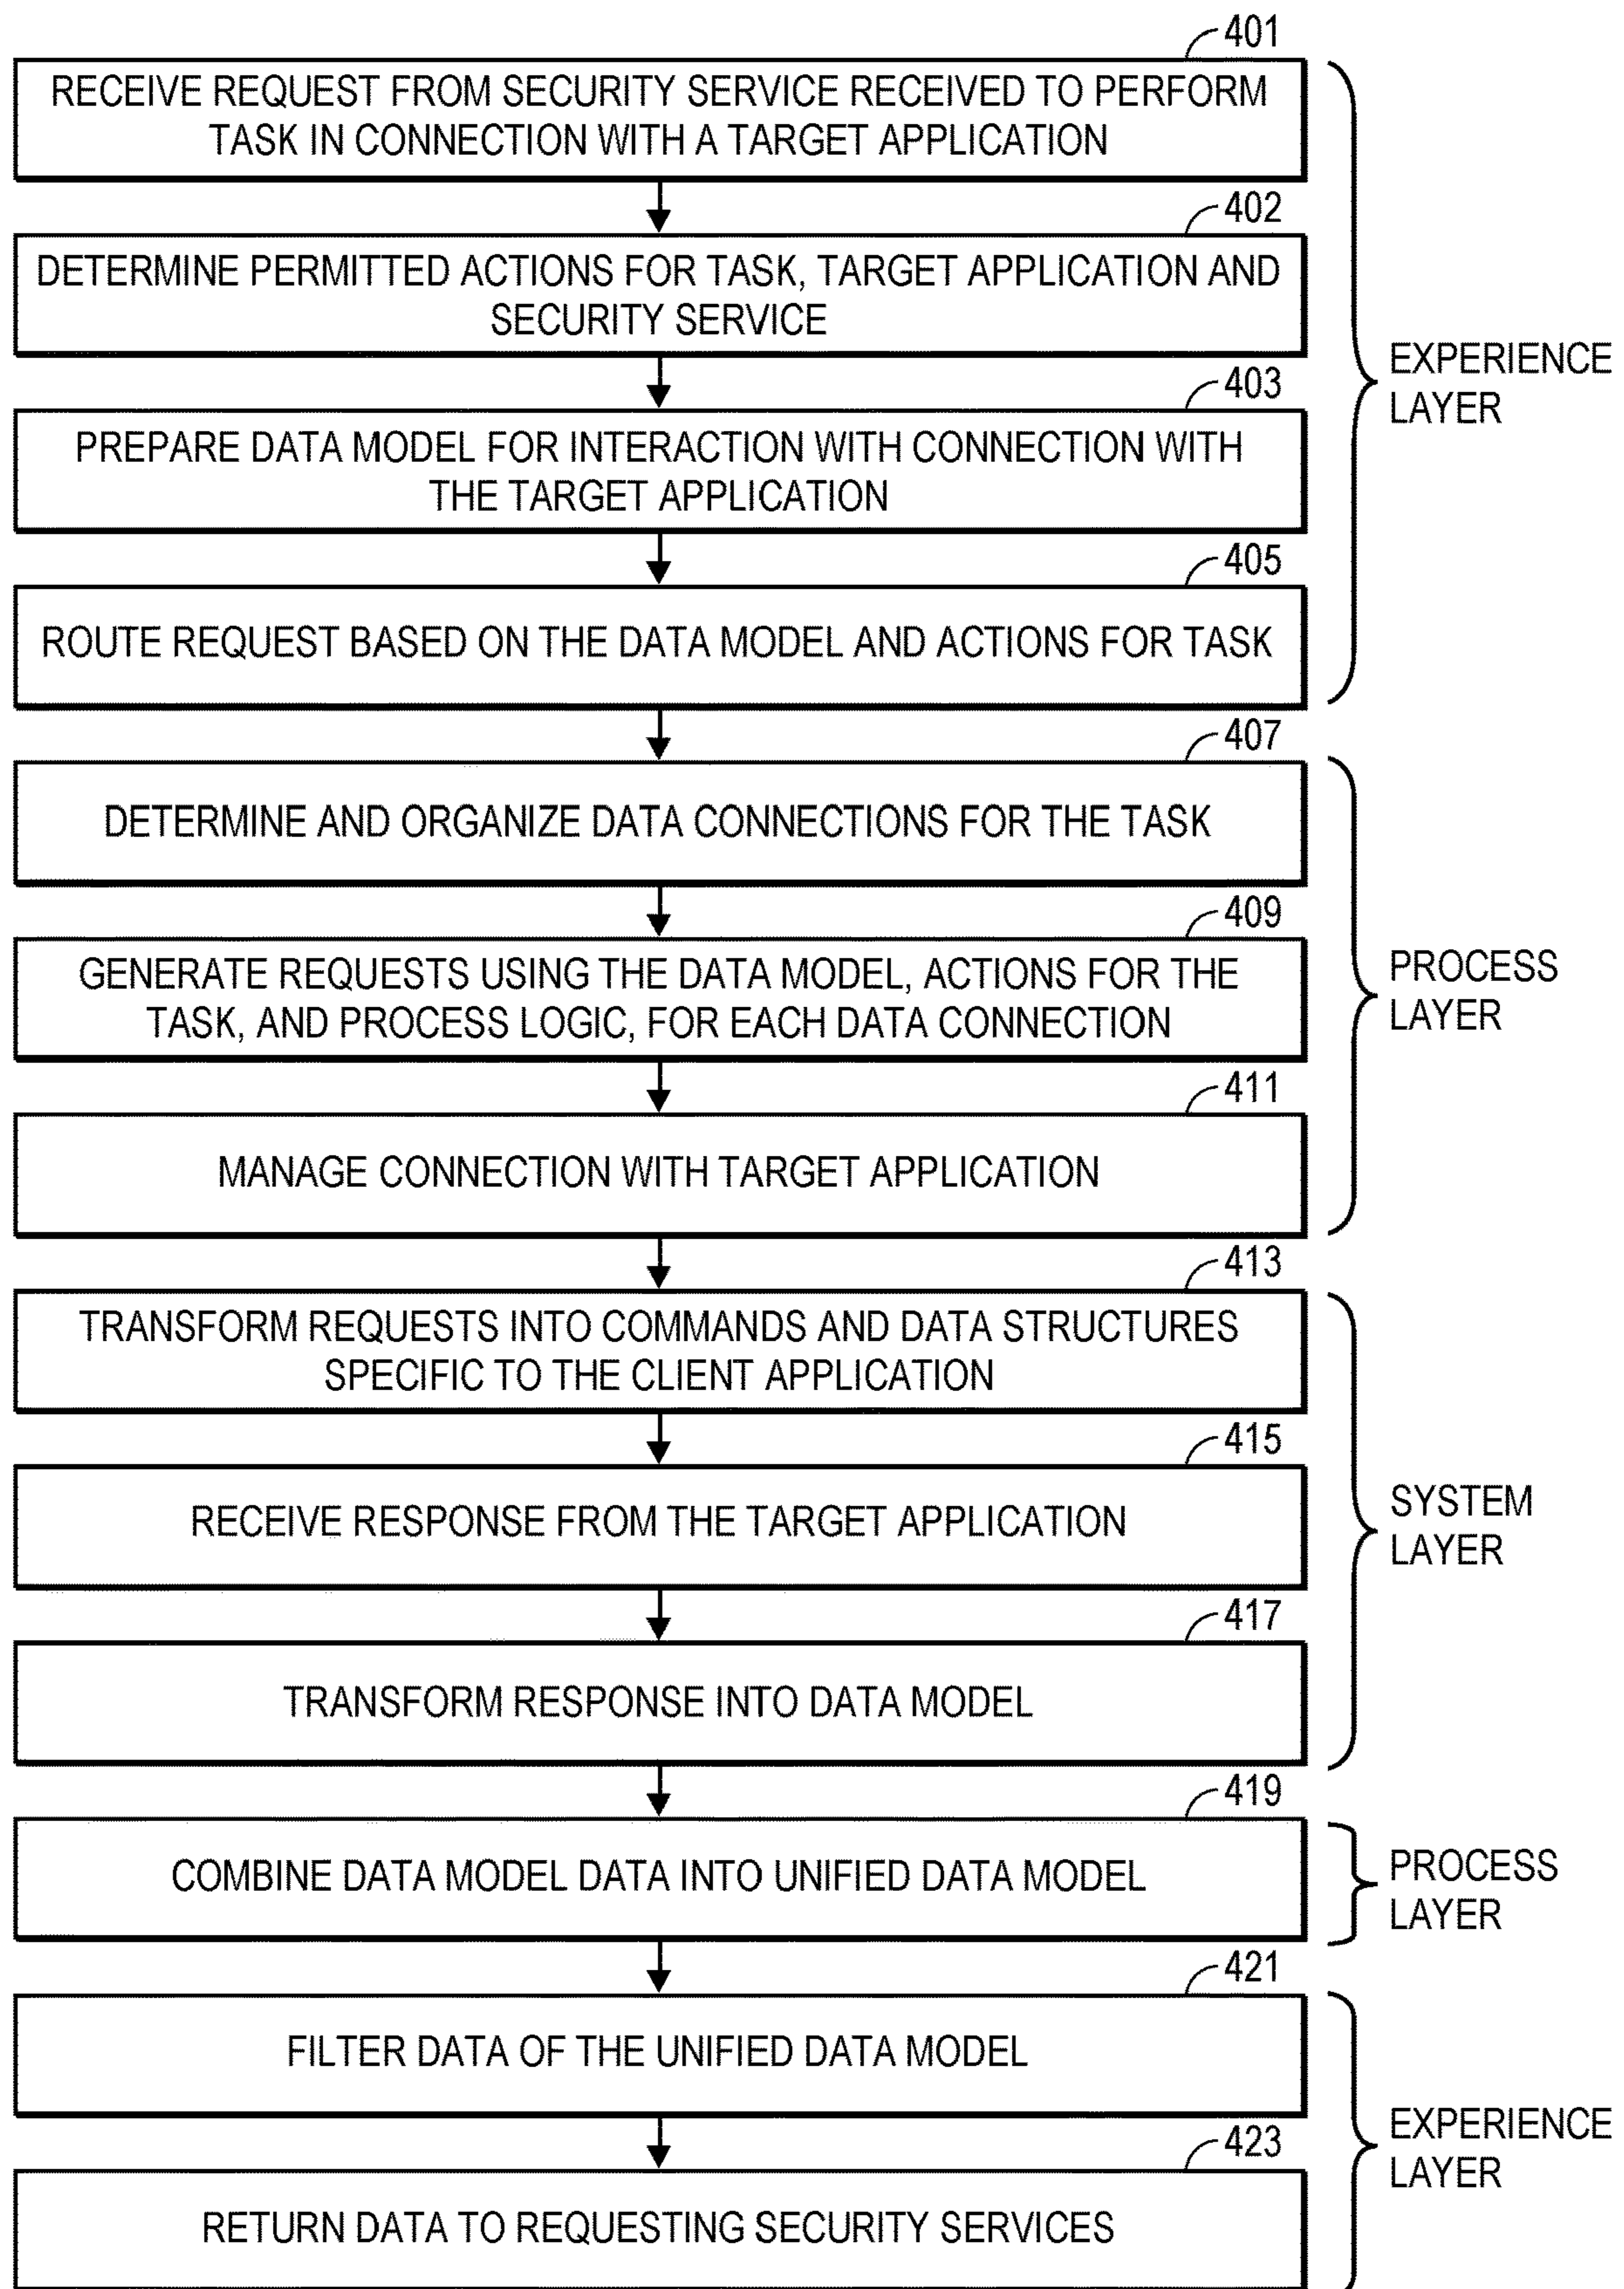 401
RECEIVE REQUEST FROM SECURITY SERVICE RECEIVED TO PERFORM
TASK IN CONNECTION WITH A TARGET APPLICATION
402
DETERMINE PERMITTED ACTIONS FOR TASK, TARGET APPLICATION AND
SECURITY SERVICE
403
PREPARE DATA MODEL FOR INTERACTION WITH CONNECTION WITH
THE TARGET APPLICATION
405
ROUTE REQUEST BASED ON THE DATA MODEL AND ACTIONS FOR TASK
EXPERIENCE
LAYER
407
DETERMINE AND ORGANIZE DATA CONNECTIONS FOR THE TASK
409
GENERATE REQUESTS USING THE DATA MODEL, ACTIONS FOR THE
TASK, AND PROCESS LOGIC, FOR EACH DATA CONNECTION
411
MANAGE CONNECTION WITH TARGET APPLICATION
PROCESS
LAYER
413
TRANSFORM REQUESTS INTO COMMANDS AND DATA STRUCTURES
SPECIFIC TO THE CLIENT APPLICATION
415
RECEIVE RESPONSE FROM THE TARGET APPLICATION
417
TRANSFORM RESPONSE INTO DATA MODEL
SYSTEM
LAYER
419
COMBINE DATA MODEL DATA INTO UNIFIED DATA MODEL
PROCESS
LAYER
421
FILTER DATA OF THE UNIFIED DATA MODEL
423
RETURN DATA TO REQUESTING SECURITY SERVICES
EXPERIENCE
LAYER